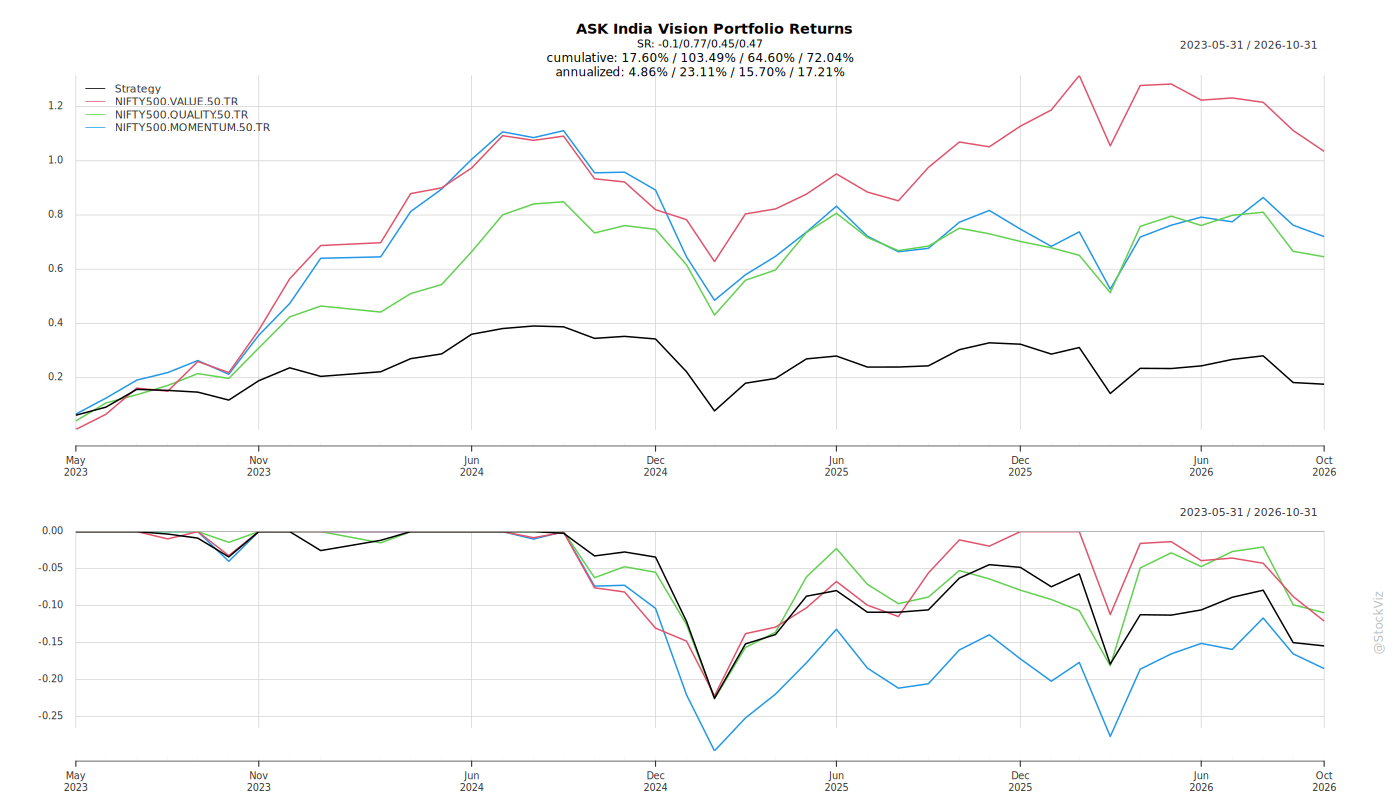 ASK India Vision Portfolio Returns
SR: -0.1/0.77/0.45/0.47
cumulative: 17.60% / 103.49% / 64.60% / 72.04%
annualized: 4.86% / 23.11% / 15.70% / 17.21%
2023-05-31 / 2026-10-31
Strategy
NIFTY500.VALUE.50.TR
NIFTY500.QUALITY50.TR
NIFTY500.MOMENTUM.50.TR
1.2
1.0
0.8
0.6
0.4
0.2
May Nov Jun Dec Jun Dec Jun Oct
2023 2023 2024 2024 2025 2025 2026 2026
2023-05-31 / 2026-10-31
0.00
-0.05
-0.10
-0.15
-0.20
-0.25
May Nov Jun Dec Jun Dec Jun Oct
2023 2023 2024 2024 2025 2025 2026 2026
@StockViz